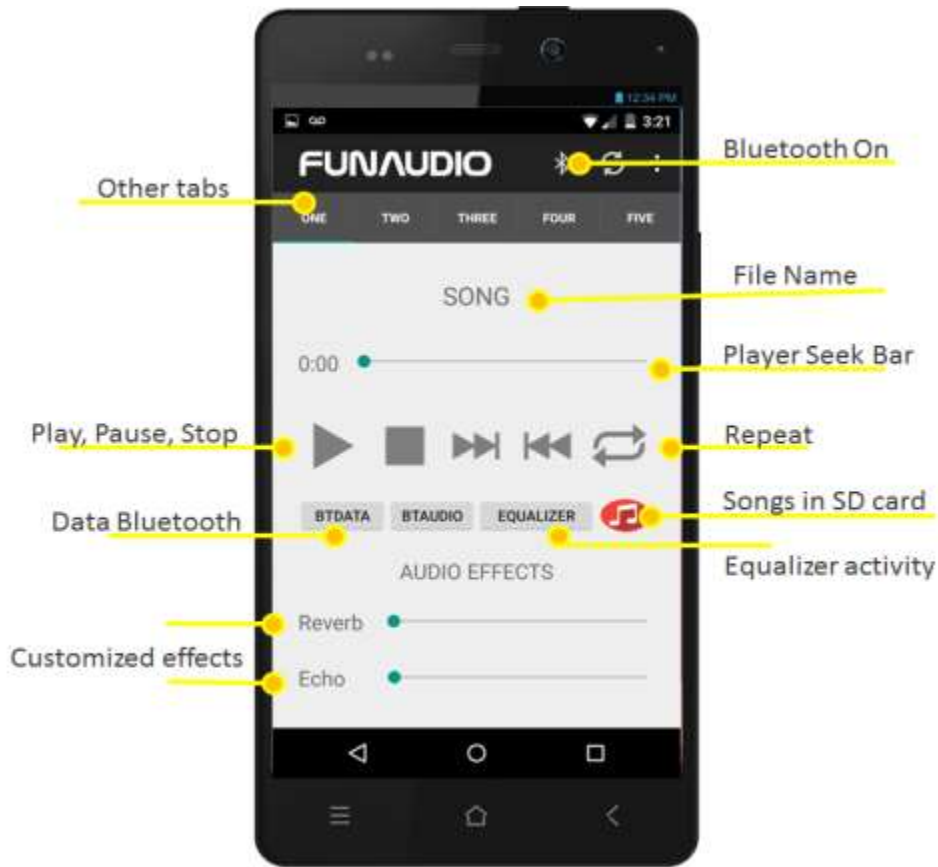 12:34 PM
3:21
FUNAUDIO
Bluetooth On
Other tabs
ONE TWO THREE FOUR FIVE
SONG
File Name
0:00
Player Seek Bar
Play, Pause, Stop
Repeat
BTDATA BTAUDIO EQUALIZER
Songs in SD card
Data Bluetooth
Equalizer activity
AUDIO EFFECTS
Reverb
Customized effects
Echo